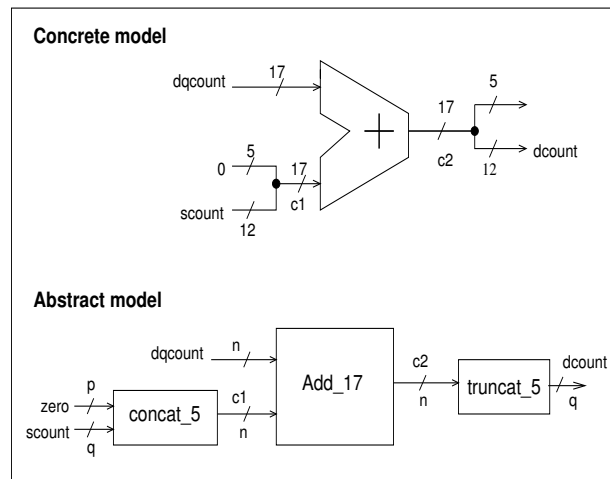 Concrete model
dqcount
17
17
5
0
5
17
c2
12
dcount
scount
12
c1
+
Abstract model
dqcount
n
zero
p
scount
q
concat_5
c1
n
Add_17
c2
n
truncat_5
dcount
q